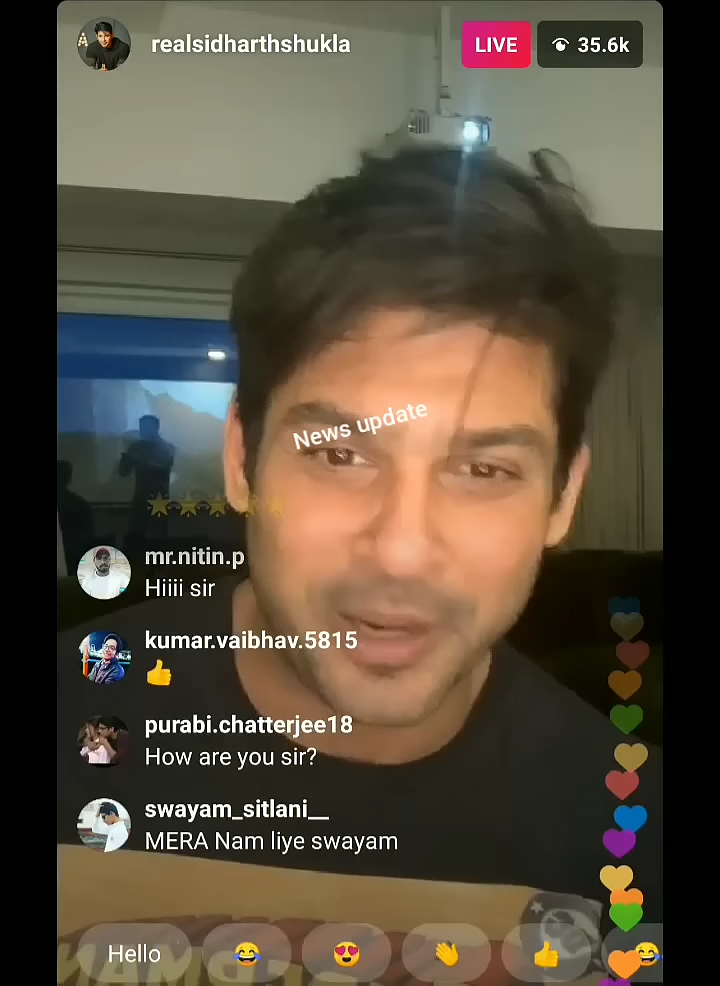 realsidharthshukla
LIVE
35.6k
News update
mr.nitin.p
Hiiii sir
kumar.vaibhav.5815
👍
purabi.chatterjee18
How are you sir?
swayam_sitlani__
MERA Nam liye swayam
Hello